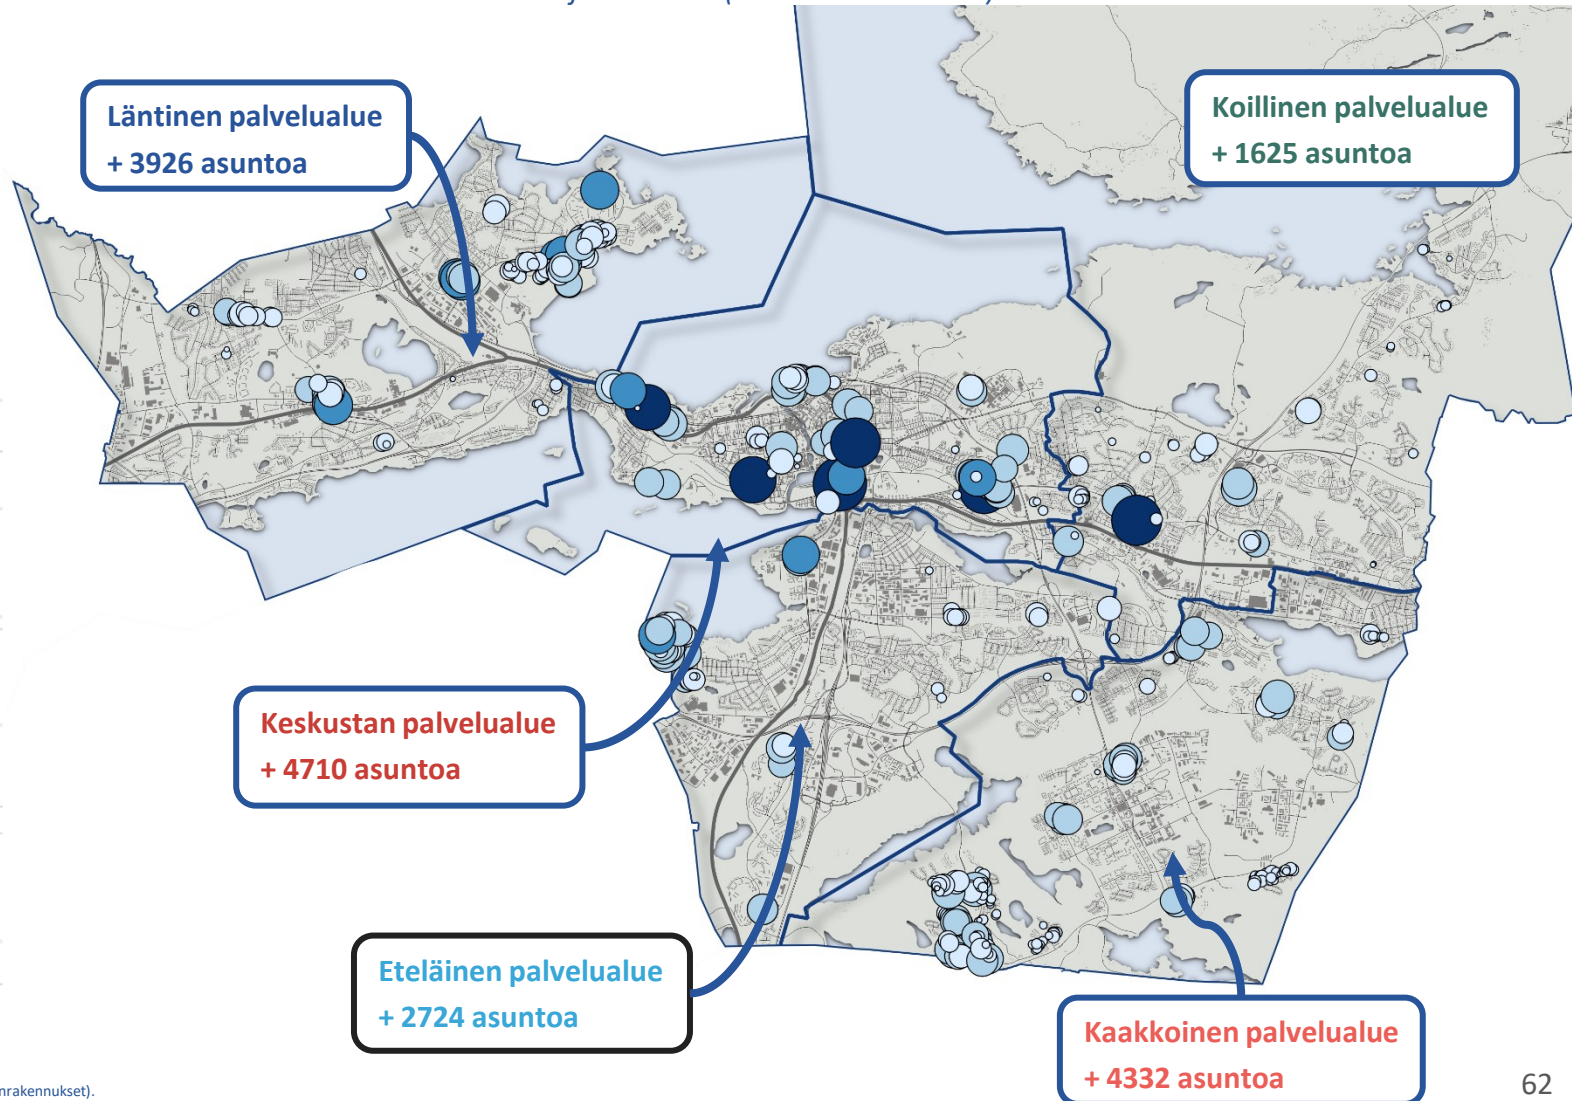 Läntinen palvelualue
+ 3926 asuntoa
Koillinen palvelualue
+ 1625 asuntoa
Keskustan palvelualue
+ 4710 asuntoa
Eteläinen palvelualue
+ 2724 asuntoa
Kaakkoinen palvelualue
+ 4332 asuntoa
nrakennukset).
62